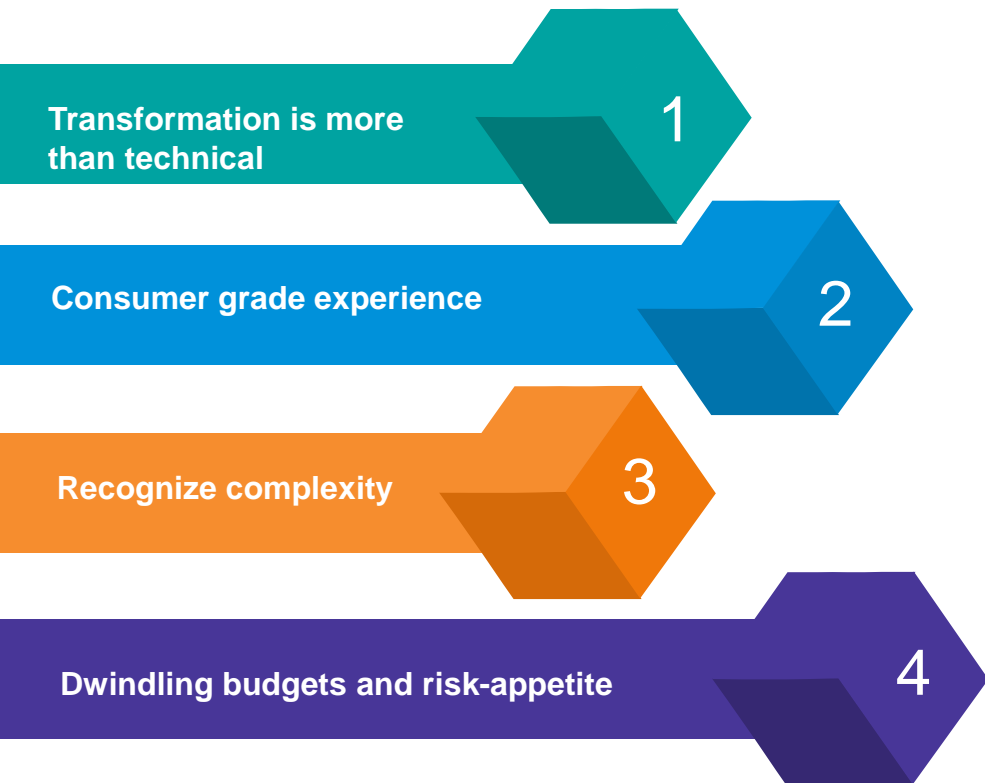 Transformation is more
than technical
1
Consumer grade experience
2
Recognize complexity
3
Dwindling budgets and risk-appetite
4